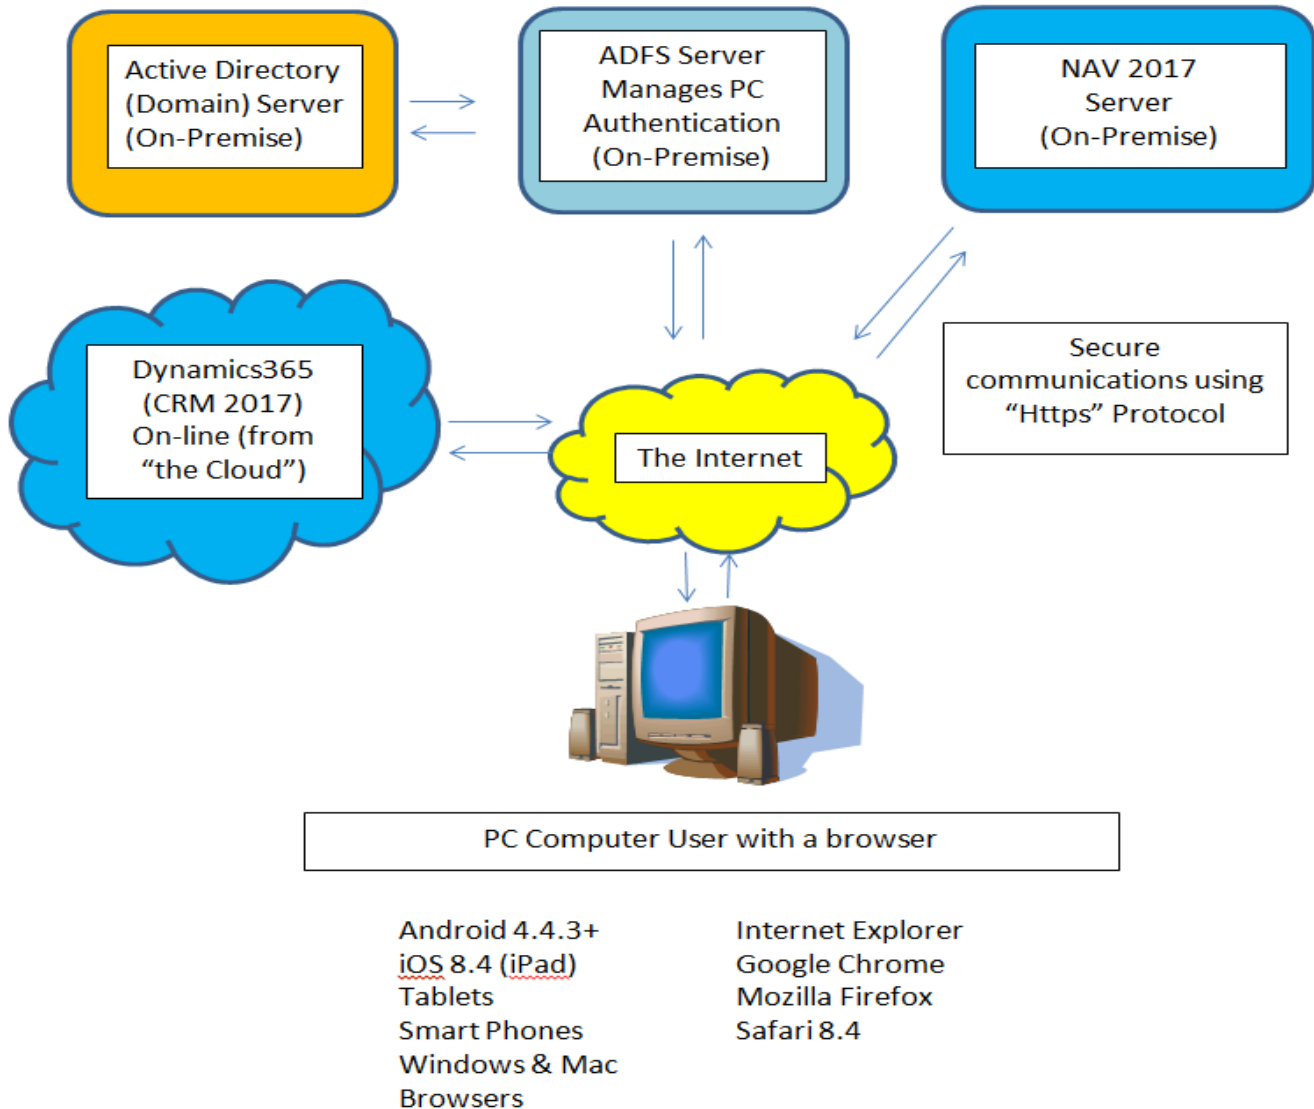 Active Directory
(Domain) Server
(On-Premise)
ADFS Server
Manages PC
Authentication
(On-Premise)
NAV 2017
Server
(On-Premise)
Dynamics365
(CRM 2017)
On-line (from
“the Cloud”)
The Internet
Secure
communications using
“Https” Protocol
PC Computer User with a browser
Android 4.4.3+
iOS 8.4 (iPad)
Tablets
Smart Phones
Windows & Mac
Browsers
Internet Explorer
Google Chrome
Mozilla Firefox
Safari 8.4